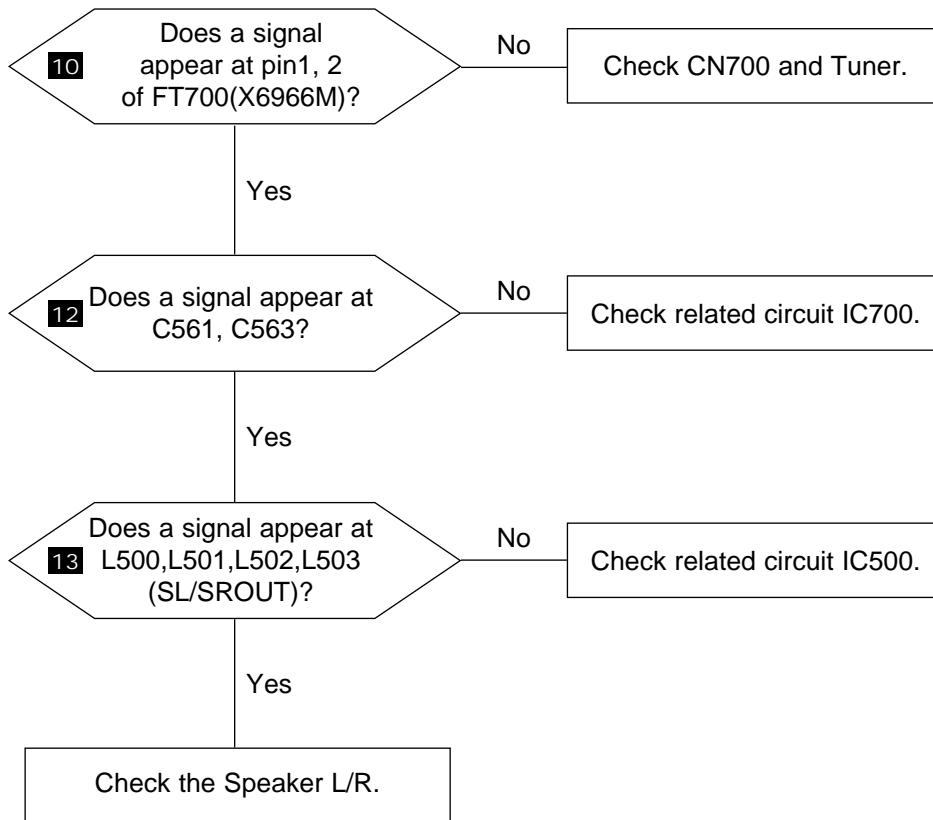 Does a signal
10 appear at pin1, 2
of FT700(X6966M)?
No
Check CN700 and Tuner.
Yes
12 Does a signal appear at
C561, C563?
No
Check related circuit IC700.
Yes
Does a signal appear at
13 L500,L501,L502,L503
(SL/SROUT)?
No
Check related circuit IC500.
Yes
Check the Speaker L/R.